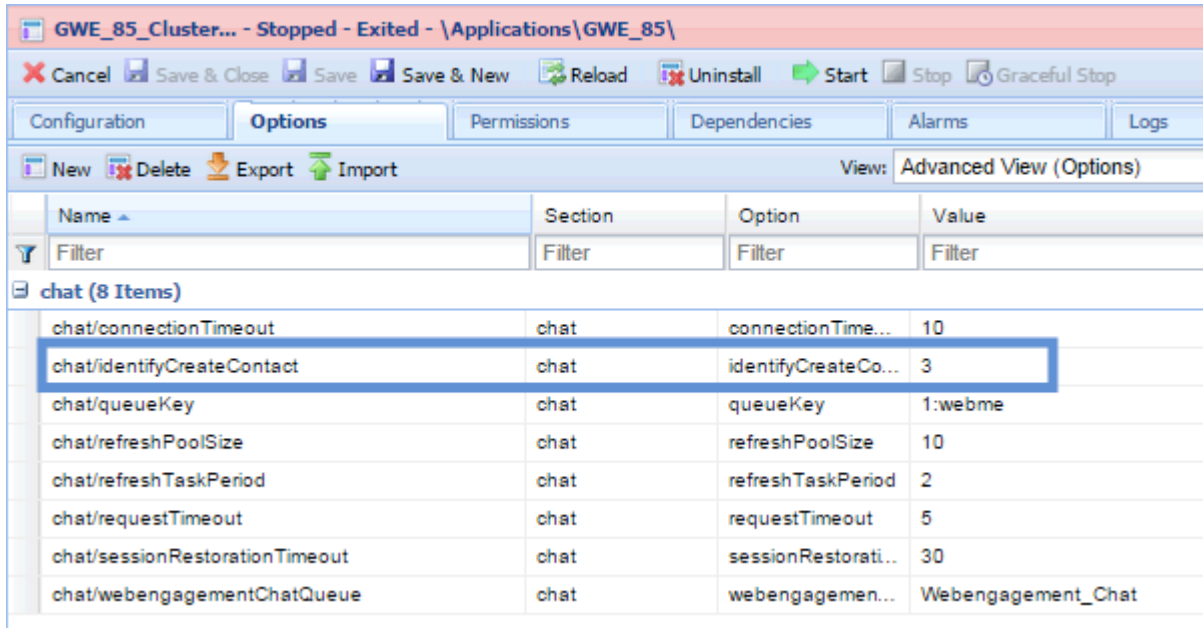 GWE_85_Cluster... - Stopped - Exited - \Applications\GWE_85\
Cancel Save & Close Save Save & New Reload Uninstall Start Stop Graceful Stop
Configuration Options Permissions Dependencies Alarms Logs
New Delete Export Import View: Advanced View (Options)
Name Section Option Value
Filter Filter Filter Filter
chat (8 Items)
chat/connectionTimeout chat connectionTime... 10
chat/identifyCreateContact chat identifyCreateCo... 3
chat/queueKey chat queueKey 1:webme
chat/refreshPoolSize chat refreshPoolSize 10
chat/refreshTaskPeriod chat refreshTaskPeriod 2
chat/requestTimeout chat requestTimeout 5
chat/sessionRestorationTimeout chat sessionRestorati... 30
chat/webengagementChatQueue chat webengagemen... Webengagement_Chat